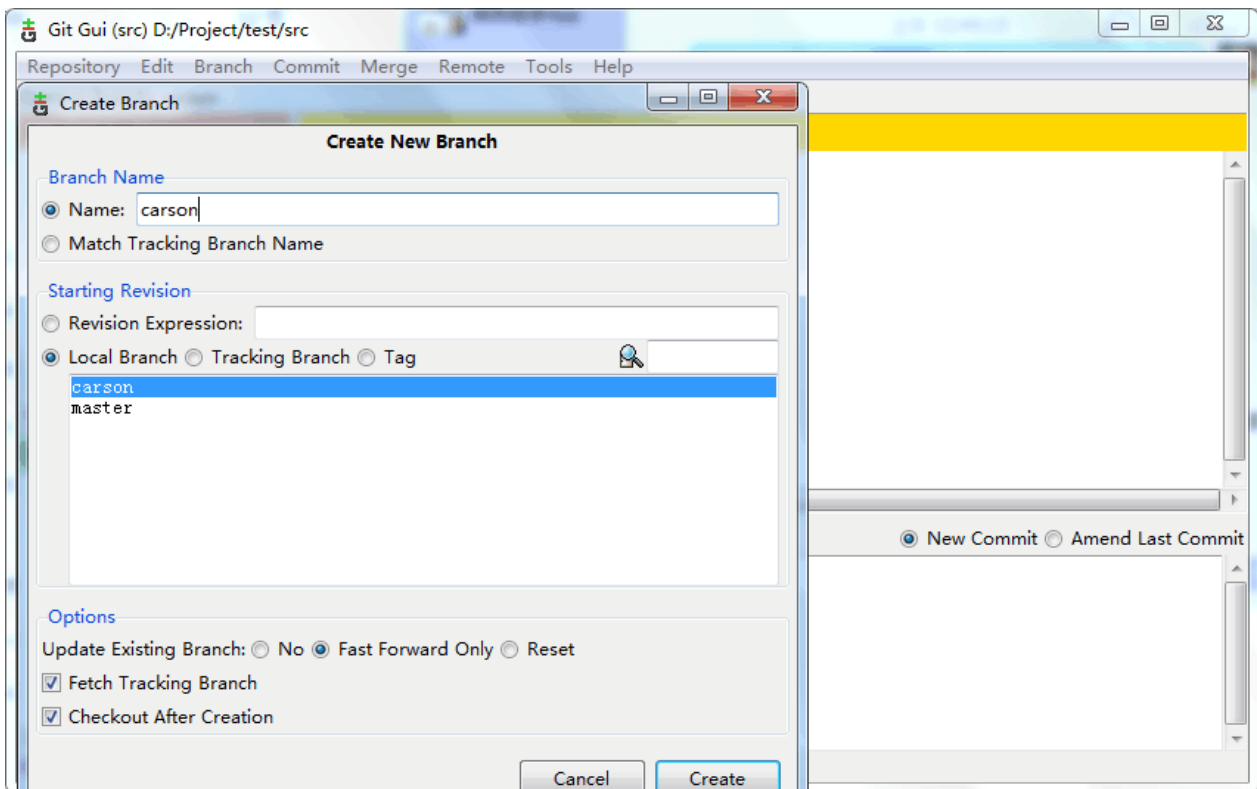 Git Gui (src) D:/Project/test/src
Repository Edit Branch Commit Merge Remote Tools Help
Create Branch
Create New Branch
Branch Name
Name: carson
Match Tracking Branch Name
Starting Revision
Revision Expression:
Local Branch Tracking Branch Tag
carson
master
New Commit Amend Last Commit
Options
Update Existing Branch: No Fast Forward Only Reset
Fetch Tracking Branch
Checkout After Creation
Cancel Create